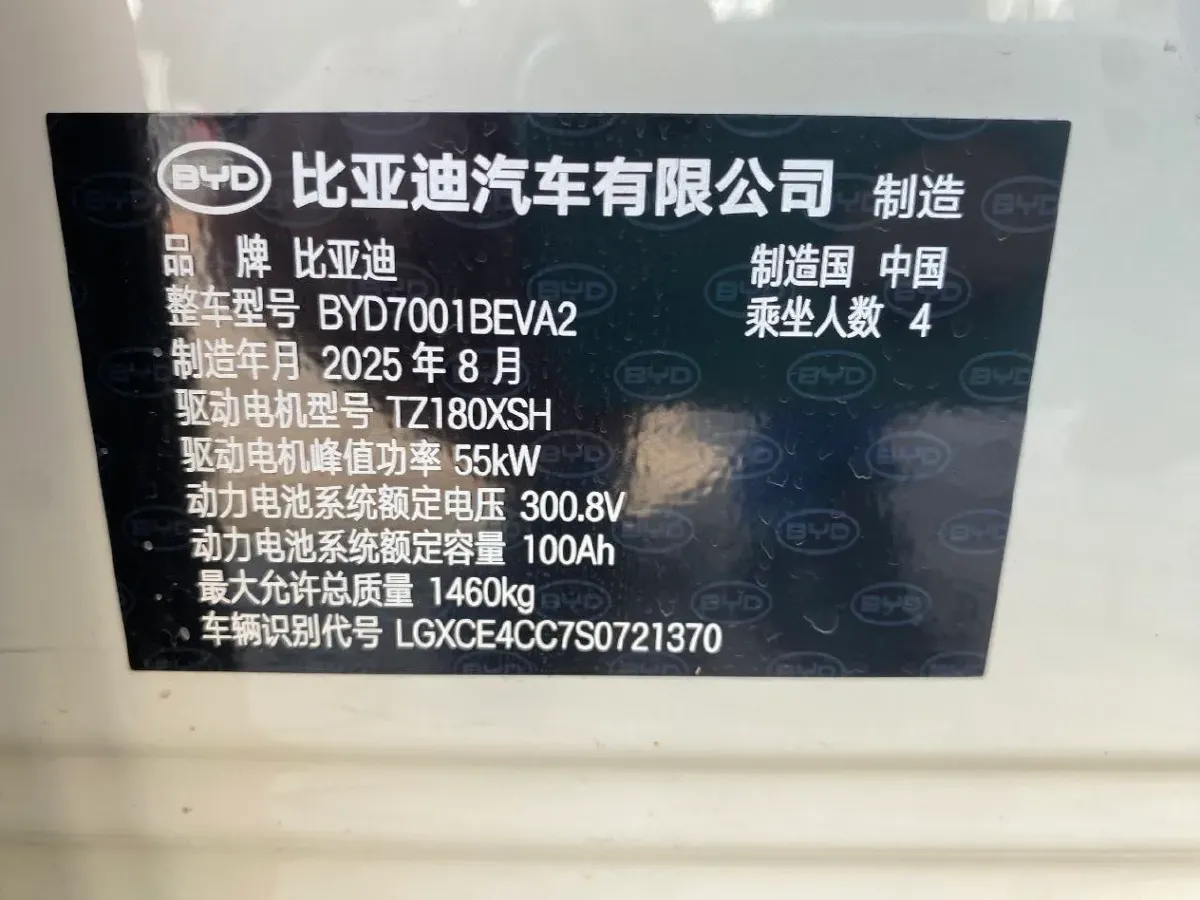 BYD 比亚迪汽车有限公司 制造
品 牌 比亚迪 制造国 中国
整车型号 BYD7001BEVA2 乘坐人数 4
制造年月 2025 年 8 月
驱动电机型号 TZ180XSH
驱动电机峰值功率 55kW
动力电池系统额定电压 300.8V
动力电池系统额定容量 100Ah
最大允许总质量 1460kg
车辆识别代号 LGXCE4CC7S0721370